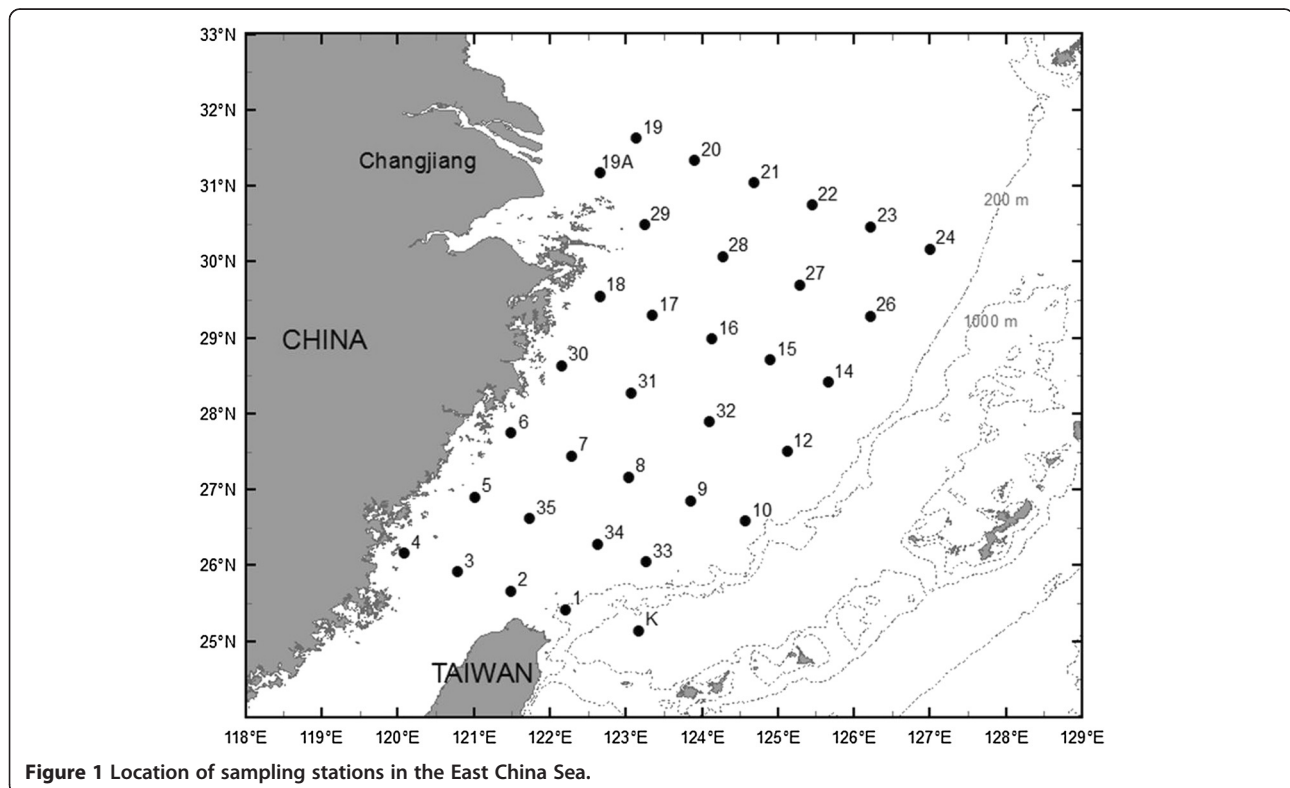 33°N
32°N
31°N
30°N
29°N
28°N
27°N
26°N
25°N
19
20
19A
Changjiang
21
22
200 m
29
23
24
28
27
18
17
26
1000 m
16
CHINA
15
30
14
31
32
6
12
7
8
5
9
35
10
34
4
33
3
2
1
K
TAIWAN
118°E 119°E 120°E 121°E 122°E 123°E 124°E 125°E 126°E 127°E 128°E 129°E
Figure 1 Location of sampling stations in the East China Sea.